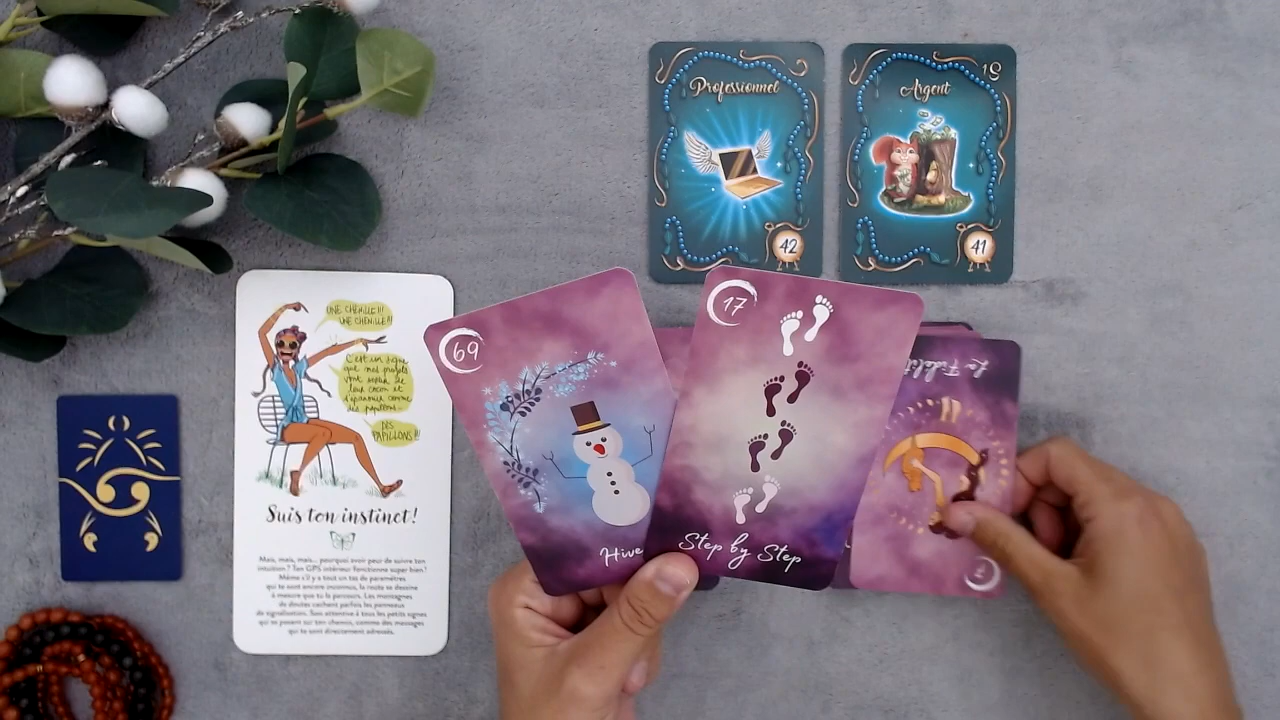 Professionnel
42
Argent
18
41
UNE CHENILLE!!!
UNE CHENILLE!!!
C'est un signe
que mes projets
vont sortir de
leur cocon et
s'épanouir comme
des papillons...
DES
PAPILLONS!!!
Suis ton instinct!
Mais, mais, mais... pourquoi avoir peur de suivre ton
intuition? Ton GPS intérieur fonctionne super bien!
Même s'il y a tout un tas de paramètres
qui te sont encore inconnus, la route se dessine
à mesure que tu la parcours. Les montagnes
de doutes cachent parfois les panneaux
de signalisation. Sois attentive à tous les petits signes
qui se posent sur ton chemin, comme des messages
qui te sont directement adressés.
69
Hive
17
Step by Step